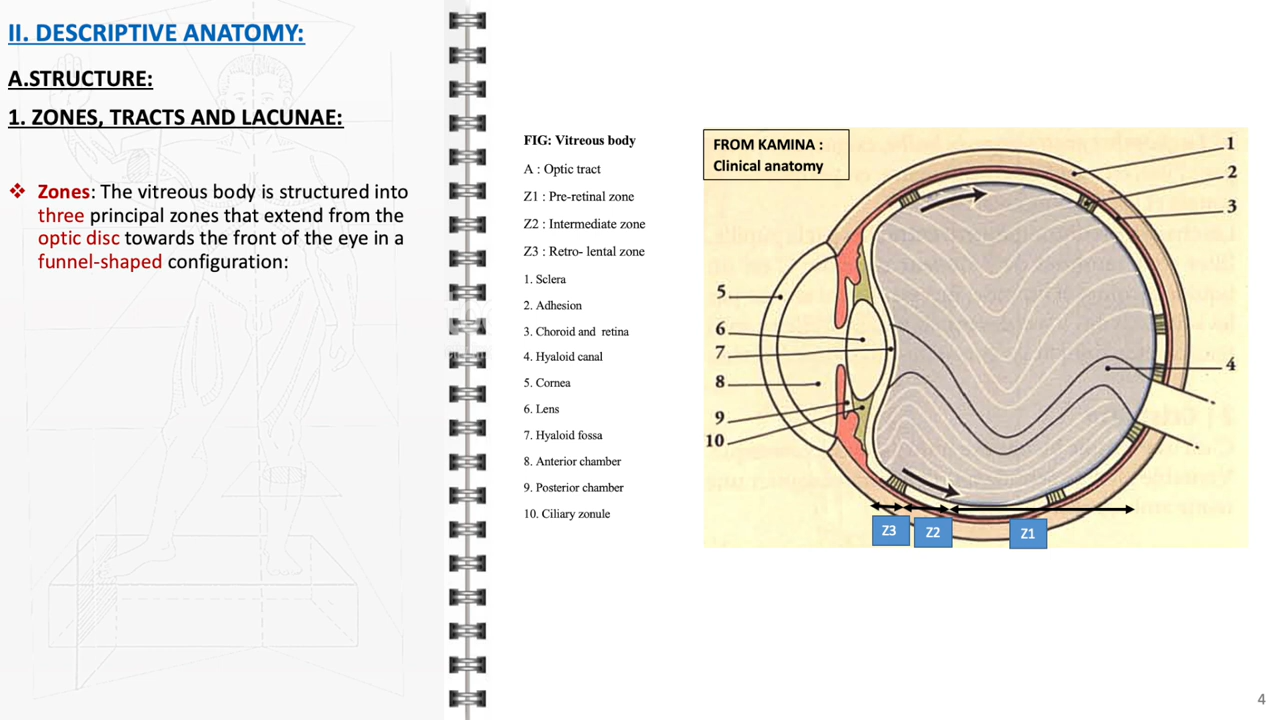 II. DESCRIPTIVE ANATOMY:
A.STRUCTURE:
1. ZONES, TRACTS AND LACUNAE:
❖ Zones: The vitreous body is structured into
three principal zones that extend from the
optic disc towards the front of the eye in a
funnel-shaped configuration:
FIG: Vitreous body
A : Optic tract
Z1 : Pre-retinal zone
Z2 : Intermediate zone
Z3 : Retro- lental zone
1. Sclera
2. Adhesion
3. Choroid and retina
4. Hyaloid canal
5. Cornea
6. Lens
7. Hyaloid fossa
8. Anterior chamber
9. Posterior chamber
10. Ciliary zonule
FROM KAMINA :
Clinical anatomy
1
2
3
5
6
7
4
8
9
10
Z3
Z2
Z1
4